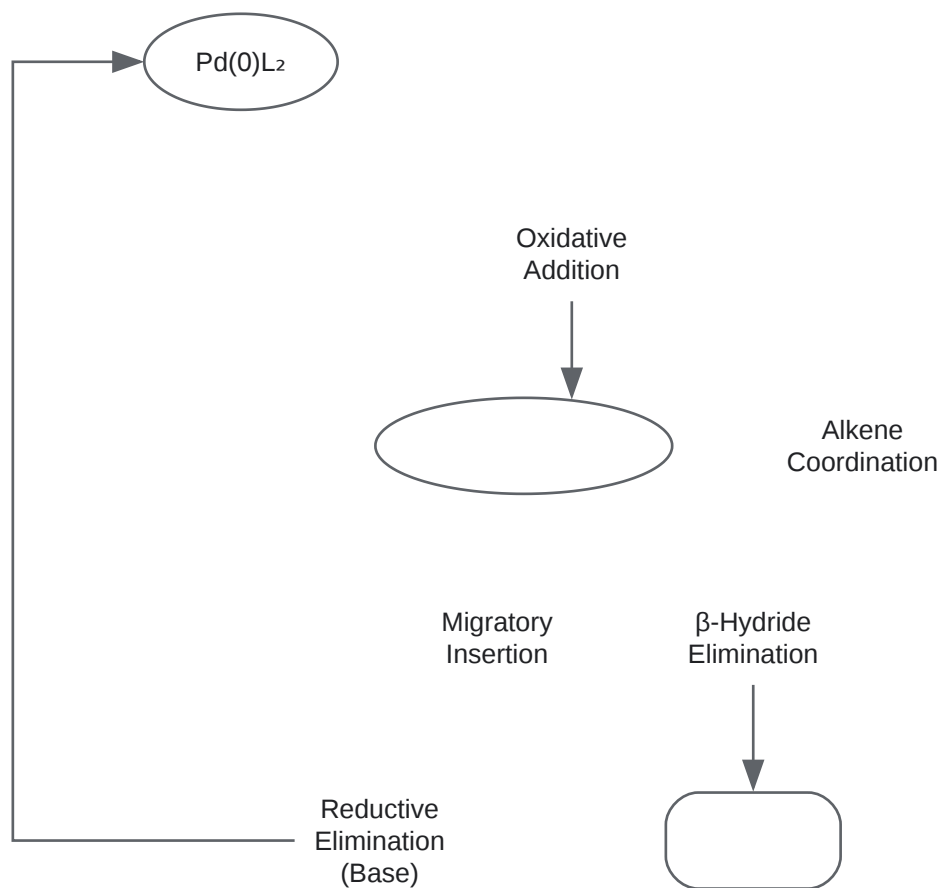 Pd(0)L₂
Oxidative
Addition
Alkene
Coordination
Migratory
Insertion
β-Hydride
Elimination
Reductive
Elimination
(Base)